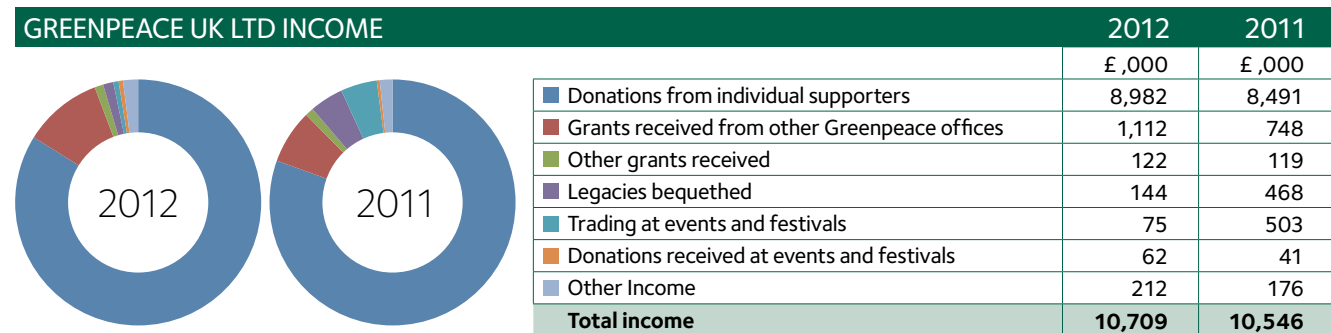 GREENPEACE UK LTD INCOME 2012 2011
£ ,000 £ ,000
Donations from individual supporters 8,982 8,491
Grants received from other Greenpeace offices 1,112 748
Other grants received 122 119
Legacies bequethed 144 468
Trading at events and festivals 75 503
Donations received at events and festivals 62 41
Other Income 212 176
Total income 10,709 10,546
2012
2011